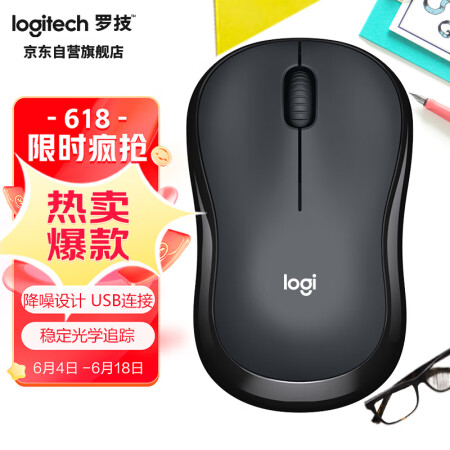 logitech 罗技™
京东自营旗舰店
- 618 -
限时疯抢
热卖
爆款
降噪设计 USB连接
稳定光学追踪
6月4日 -6月18日
logi